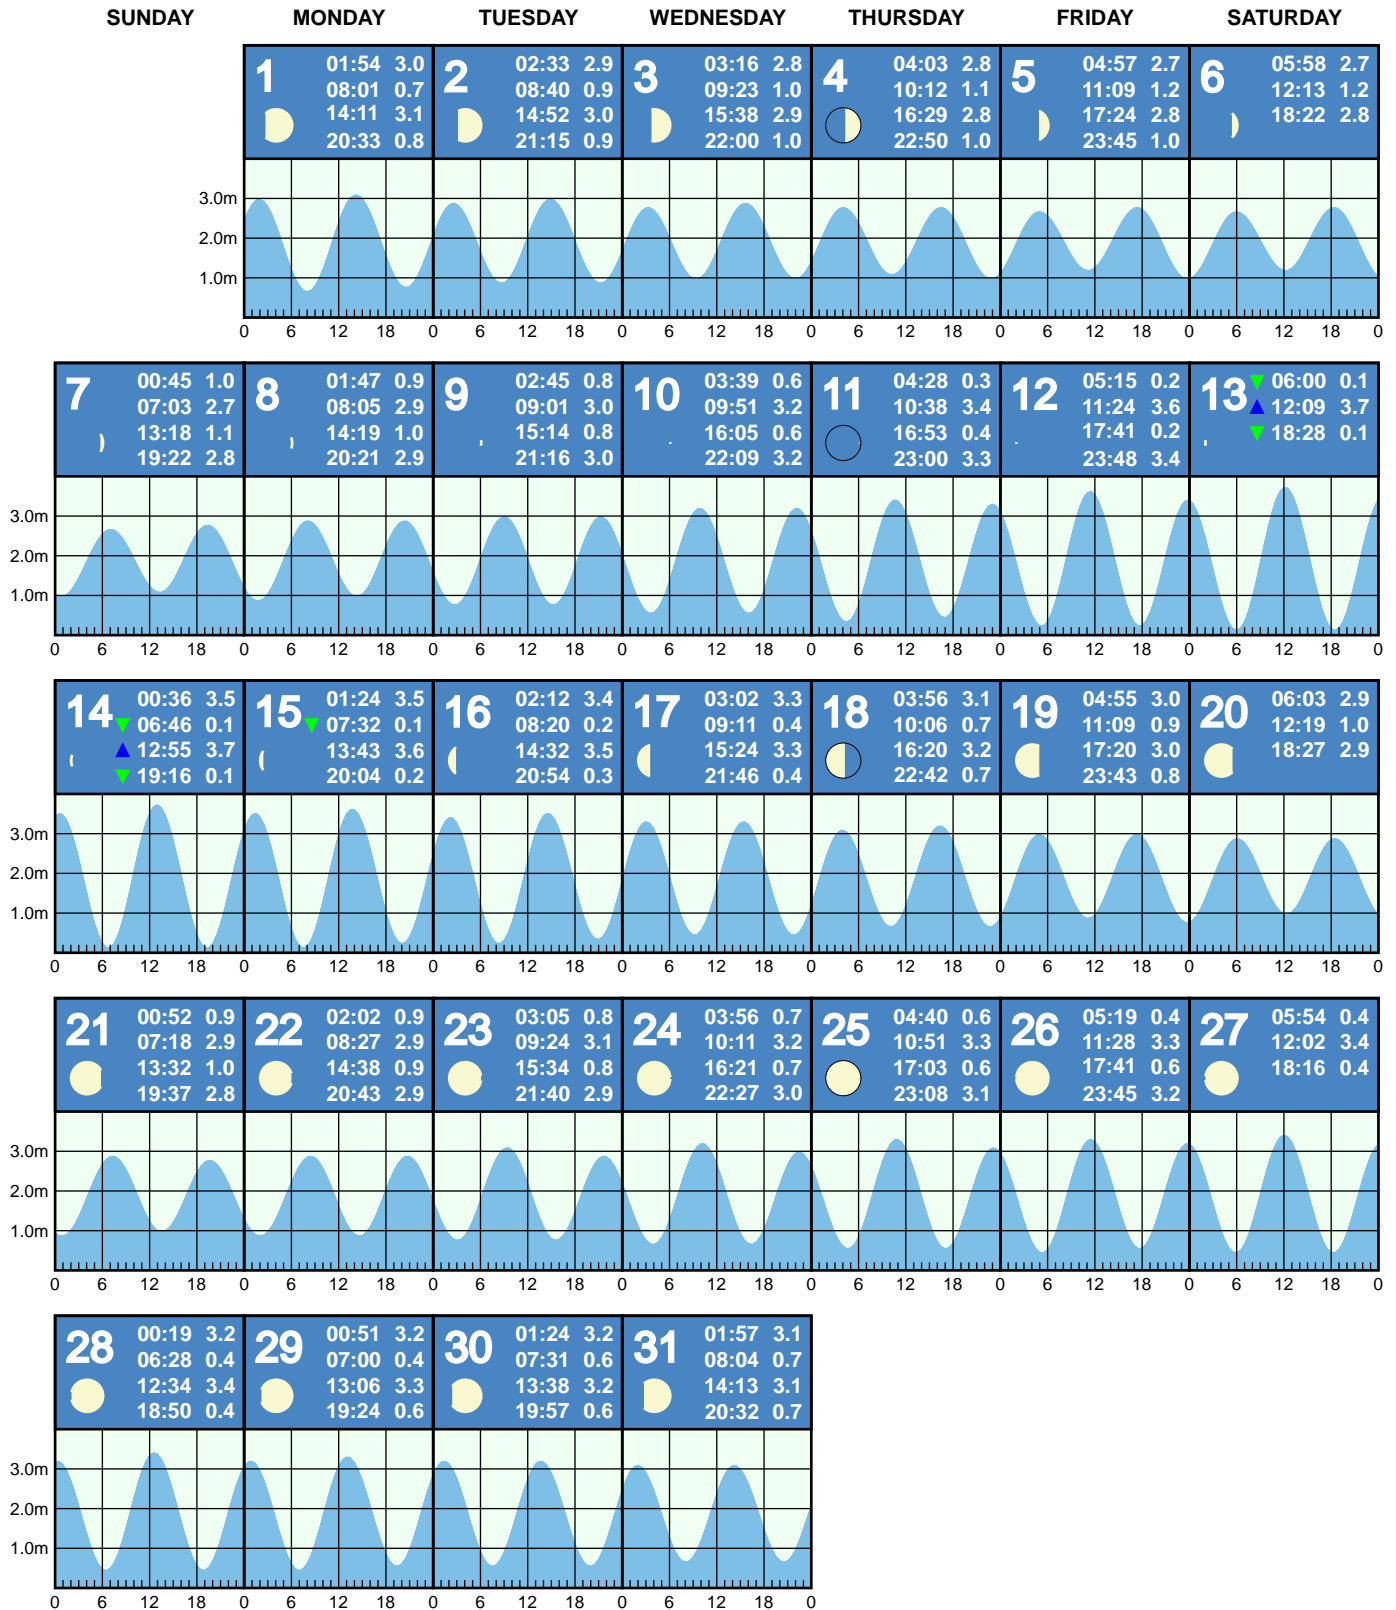 SUNDAY MONDAY TUESDAY WEDNESDAY THURSDAY FRIDAY SATURDAY
1 01:54 3.0
08:01 0.7
14:11 3.1
20:33 0.8
2 02:33 2.9
08:40 0.9
14:52 3.0
21:15 0.9
3 03:16 2.8
09:23 1.0
15:38 2.9
22:00 1.0
4 04:03 2.8
10:12 1.1
16:29 2.8
22:50 1.0
5 04:57 2.7
11:09 1.2
17:24 2.8
23:45 1.0
6 05:58 2.7
12:13 1.2
18:22 2.8
3.0m
2.0m
1.0m
0 6 12 18 0 6 12 18 0 6 12 18 0 6 12 18 0 6 12 18 0 6 12 18 0
7 00:45 1.0
07:03 2.7
13:18 1.1
19:22 2.8
8 01:47 0.9
08:05 2.9
14:19 1.0
20:21 2.9
9 02:45 0.8
09:01 3.0
15:14 0.8
21:16 3.0
10 03:39 0.6
09:51 3.2
16:05 0.6
22:09 3.2
11 04:28 0.3
10:38 3.4
16:53 0.4
23:00 3.3
12 05:15 0.2
11:24 3.6
17:41 0.2
23:48 3.4
13 06:00 0.1
12:09 3.7
18:28 0.1
3.0m
2.0m
1.0m
0 6 12 18 0 6 12 18 0 6 12 18 0 6 12 18 0 6 12 18 0 6 12 18 0 6 12 18 0
14 00:36 3.5
06:46 0.1
12:55 3.7
19:16 0.1
15 01:24 3.5
07:32 0.1
13:43 3.6
20:04 0.2
16 02:12 3.4
08:20 0.2
14:32 3.5
20:54 0.3
17 03:02 3.3
09:11 0.4
15:24 3.3
21:46 0.4
18 03:56 3.1
10:06 0.7
16:20 3.2
22:42 0.7
19 04:55 3.0
11:09 0.9
17:20 3.0
23:43 0.8
20 06:03 2.9
12:19 1.0
18:27 2.9
3.0m
2.0m
1.0m
0 6 12 18 0 6 12 18 0 6 12 18 0 6 12 18 0 6 12 18 0 6 12 18 0 6 12 18 0
21 00:52 0.9
07:18 2.9
13:32 1.0
19:37 2.8
22 02:02 0.9
08:27 2.9
14:38 0.9
20:43 2.9
23 03:05 0.8
09:24 3.1
15:34 0.8
21:40 2.9
24 03:56 0.7
10:11 3.2
16:21 0.7
22:27 3.0
25 04:40 0.6
10:51 3.3
17:03 0.6
23:08 3.1
26 05:19 0.4
11:28 3.3
17:41 0.6
23:45 3.2
27 05:54 0.4
12:02 3.4
18:16 0.4
3.0m
2.0m
1.0m
0 6 12 18 0 6 12 18 0 6 12 18 0 6 12 18 0 6 12 18 0 6 12 18 0 6 12 18 0
28 00:19 3.2
06:28 0.4
12:34 3.4
18:50 0.4
29 00:51 3.2
07:00 0.4
13:06 3.3
19:24 0.6
30 01:24 3.2
07:31 0.6
13:38 3.2
19:57 0.6
31 01:57 3.1
08:04 0.7
14:13 3.1
20:32 0.7
3.0m
2.0m
1.0m
0 6 12 18 0 6 12 18 0 6 12 18 0 6 12 18 0